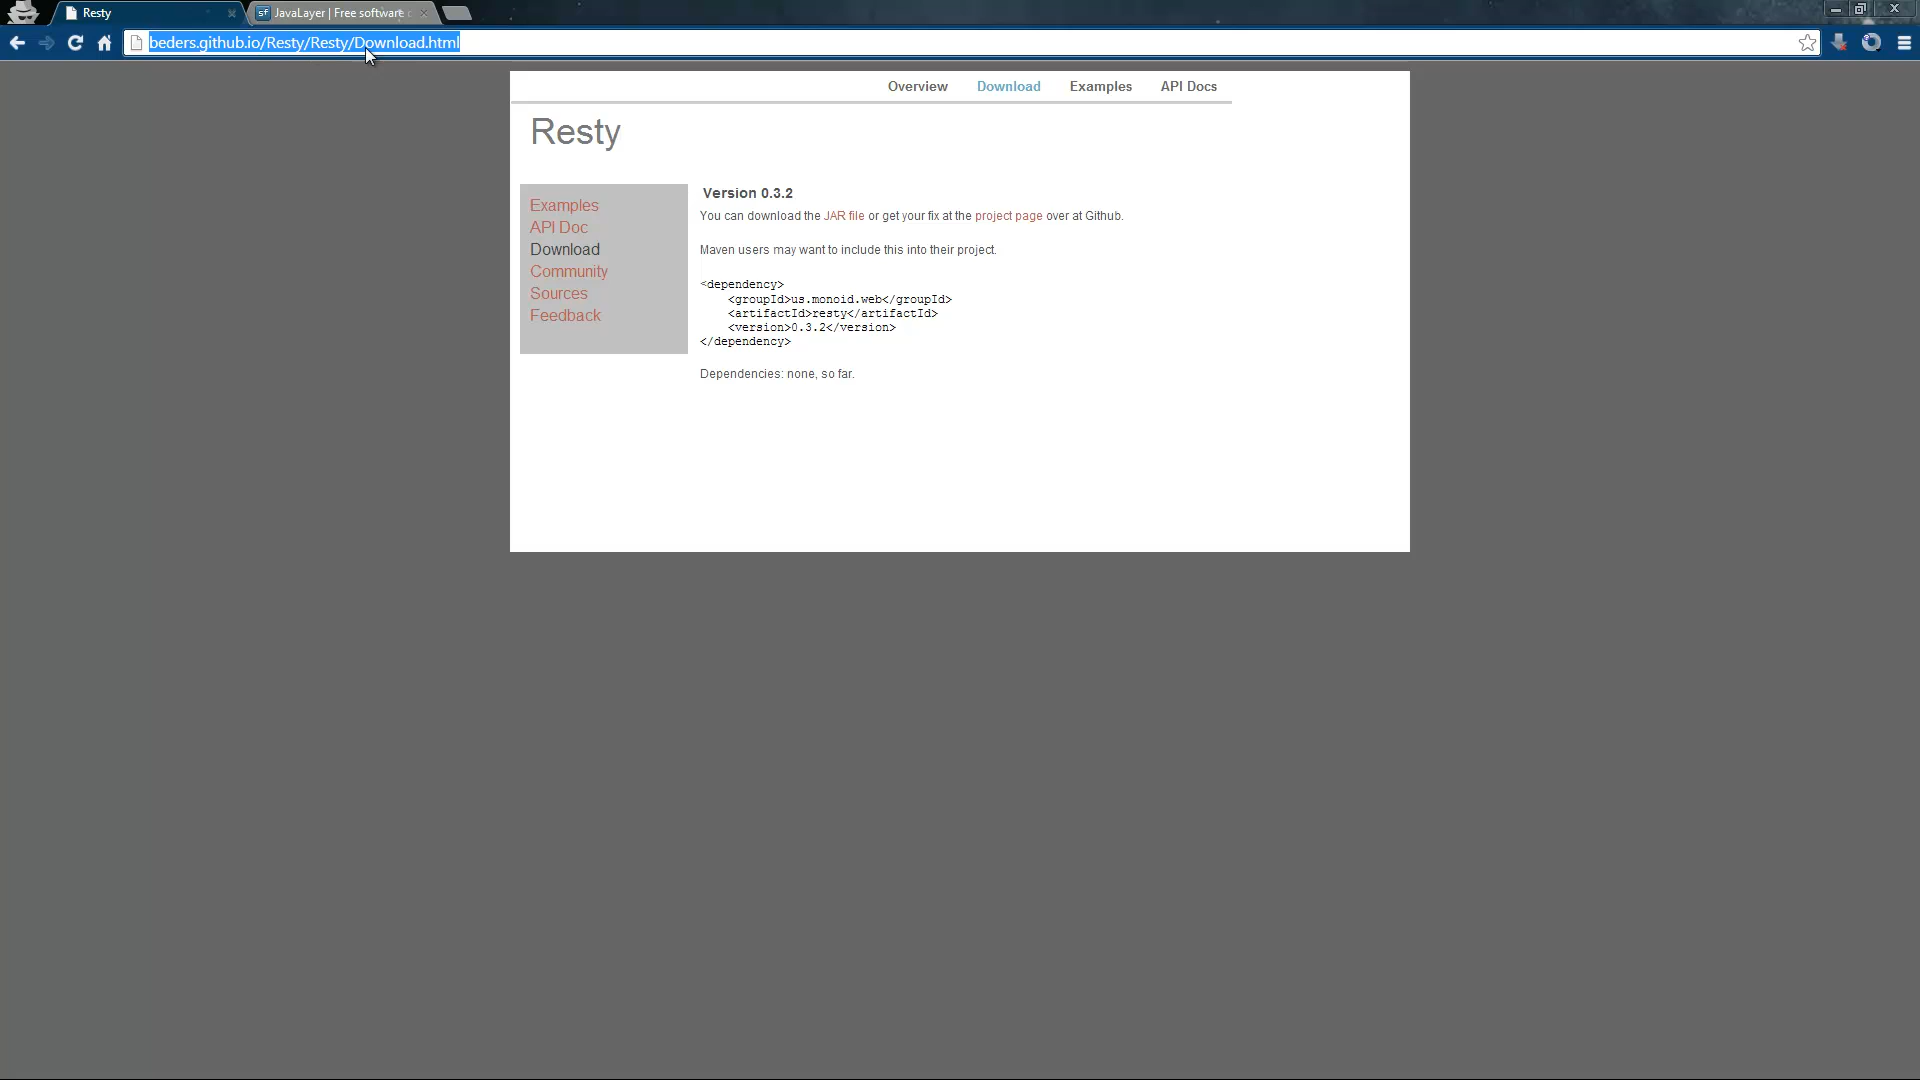 Resty
sf JavaLayer | Free software
beders.github.io/Resty/Resty/Download.html
Overview Download Examples API Docs
Resty
Examples
API Doc
Download
Community
Sources
Feedback
Version 0.3.2
You can download the JAR file or get your fix at the project page over at Github.
Maven users may want to include this into their project.
<dependency>
<groupId>us.monoid.web</groupId>
<artifactId>resty</artifactId>
<version>0.3.2</version>
</dependency>
Dependencies: none, so far.